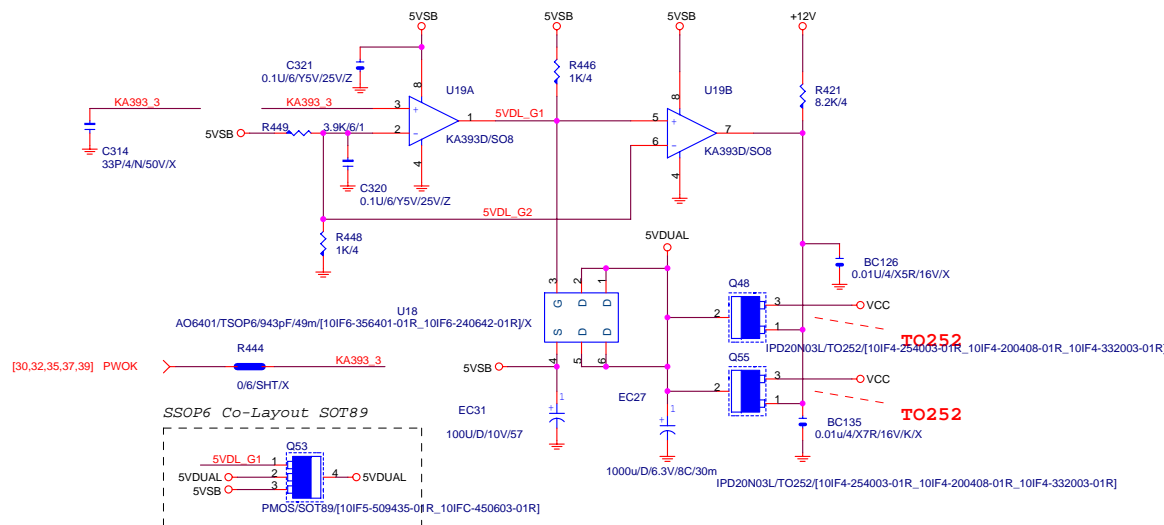 5VSB
5VSB
5VSB
+12V
C321
0.1U/6/Y5V/25V/Z
8
U19A
R446
1K/4
8
U19B
R421
8.2K/4
KA393_3
KA393_3
3
+
1
5VDL_G1
5
+
7
C314
33P/4/N/50V/X
5VSB
R449
3.9K/6/1
2
-
KA393D/SO8
6
-
KA393D/SO8
4
4
C320
0.1U/6/Y5V/25V/Z
5VDL_G2
R448
1K/4
5VDUAL
BC126
0.01U/4/X5R/16V/X
3
2
1
Q48
U18
G
D
D
3
VCC
AO6401/TSOP6/943pF/49m/[10IF6-356401-01R_10IF6-240642-01R]/X
2
S
D
D
1
TO252
IPD20N03L/TO252/[10IF4-254003-01R_10IF4-200408-01R_10IF4-332003-01R]
4
5
6
R444
Q55
[30,32,35,37,39] PWOK
KA393_3
5VSB
3
VCC
0/6/SHT/X
2
1
TO252
EC31
EC27
SSOP6 Co-Layout SOT89
+
1
100U/D/10V/57
+
1
BC135
0.01u/4/X7R/16V/K/X
Q53
5VDL_G1
1
5VDUAL
2
4
5VDUAL
5VSB
3
1000u/D/6.3V/8C/30m
IPD20N03L/TO252/[10IF4-254003-01R_10IF4-200408-01R_10IF4-332003-01R]
PMOS/SOT89/[10IF5-509435-01R_10IFC-450603-01R]